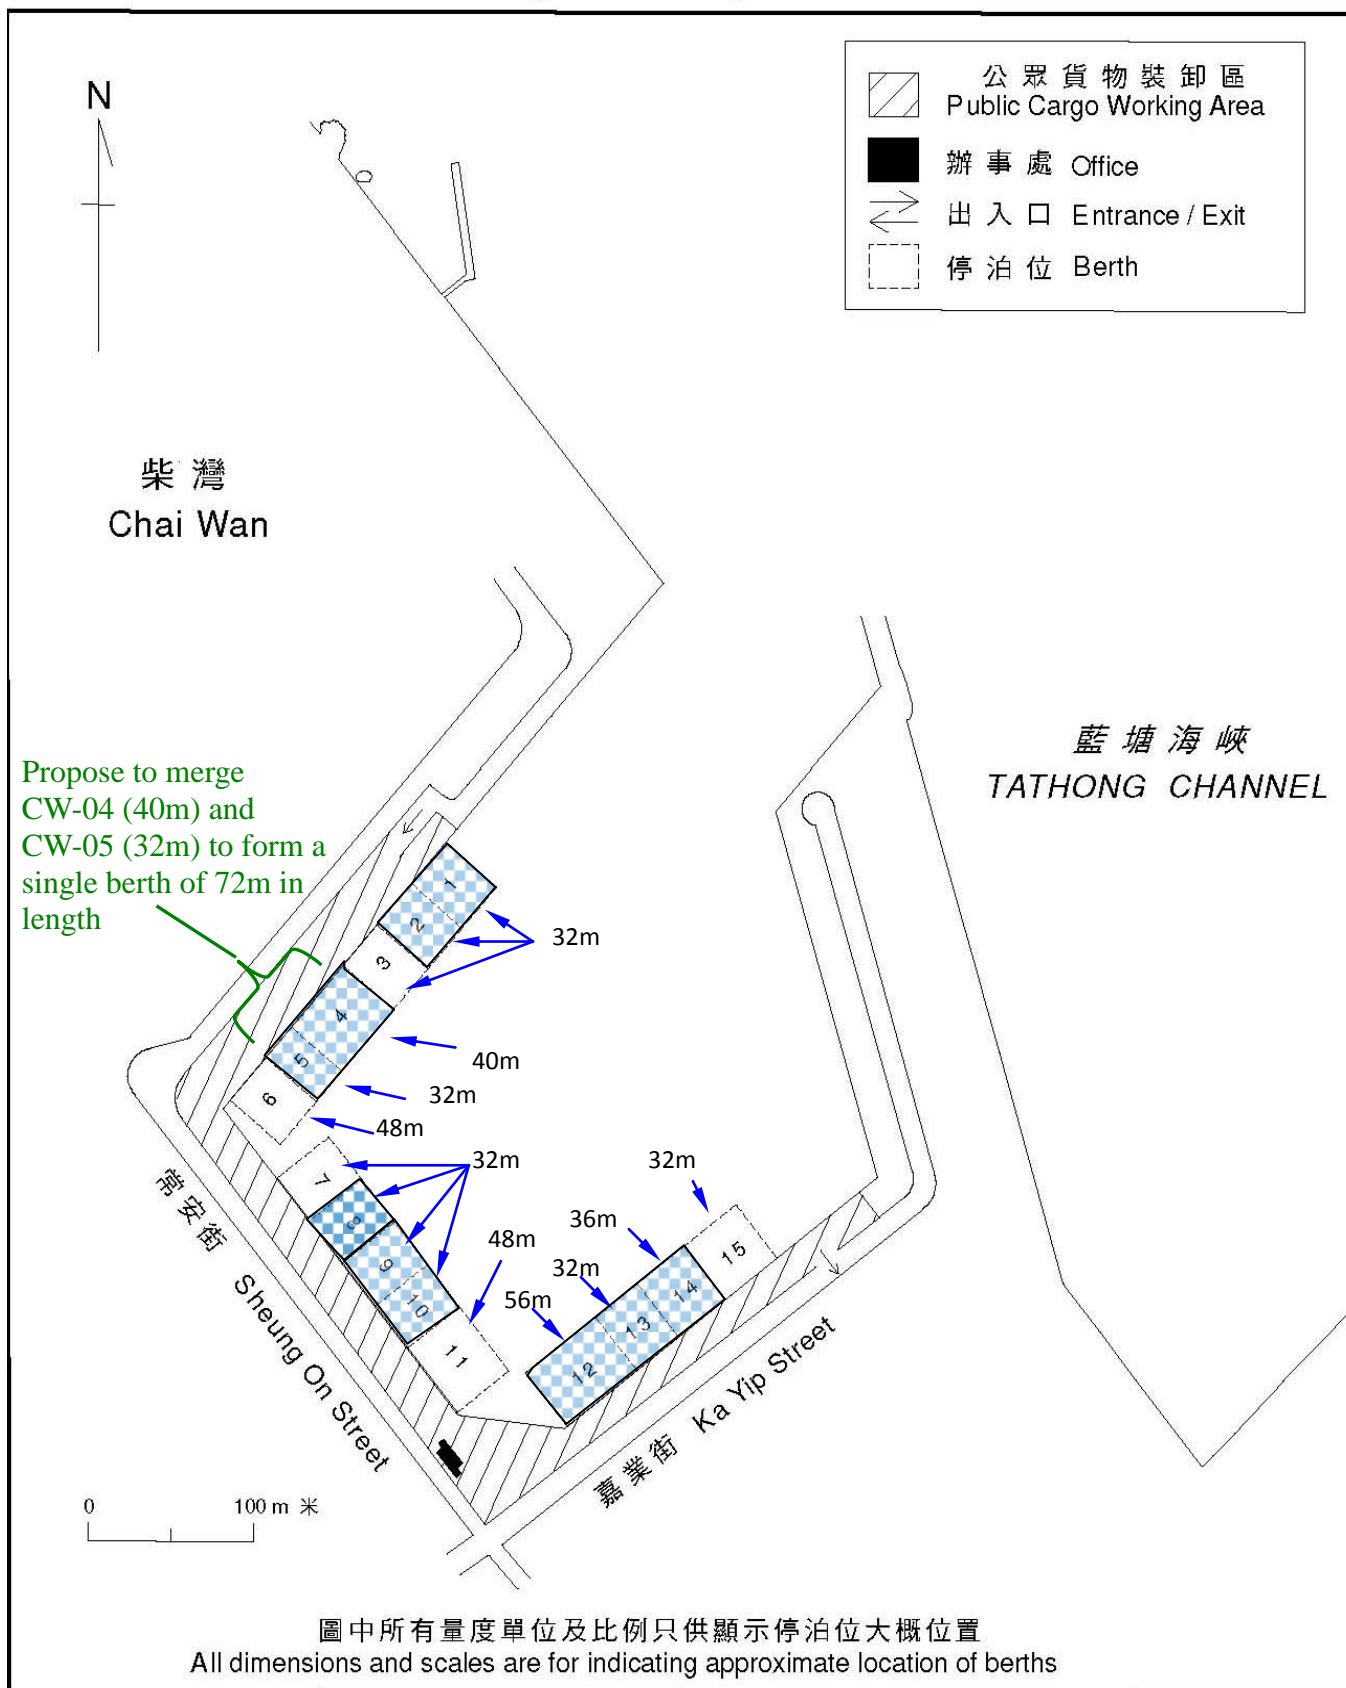 N
公眾貨物裝卸區
Public Cargo Working Area
辦事處 Office
出入口 Entrance / Exit
停泊位 Berth
柴灣
Chai Wan
藍塘海峽
TATHONG CHANNEL
Propose to merge
CW-04 (40m) and
CW-05 (32m) to form a
single berth of 72m in
length
1
2
3
4
5
6
32m
40m
32m
48m
7
8
9
10
11
32m
48m
12
13
14
15
56m
32m
36m
32m
常安街 Sheung On Street
嘉業街 Ka Yip Street
0 100 m 米
圖中所有量度單位及比例只供顯示停泊位大概位置
All dimensions and scales are for indicating approximate location of berths